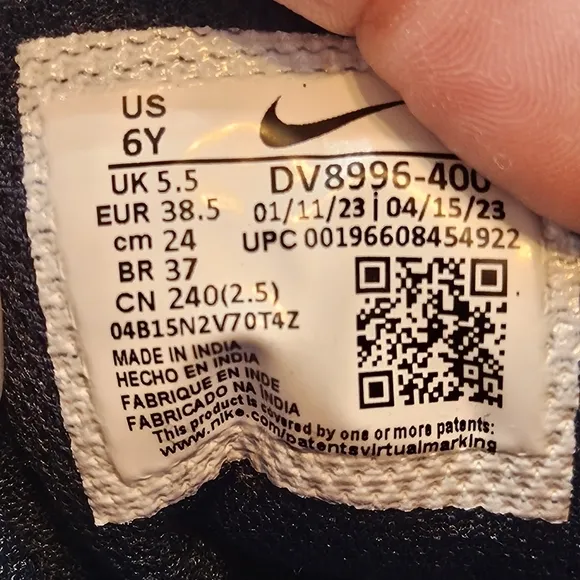 US
6Y
UK 5.5
EUR 38.5
cm 24
BR 37
CN 240(2.5)
04B15N2V70T4Z
DV8996-400
01/11/23 | 04/15/23
UPC 00196608454922
MADE IN INDIA
HECHO EN INDIA
FABRIQUE EN INDE
FABRICADO NA INDIA
This product is covered by one or more patents:
www.nike.com/patentsvirtualmarking